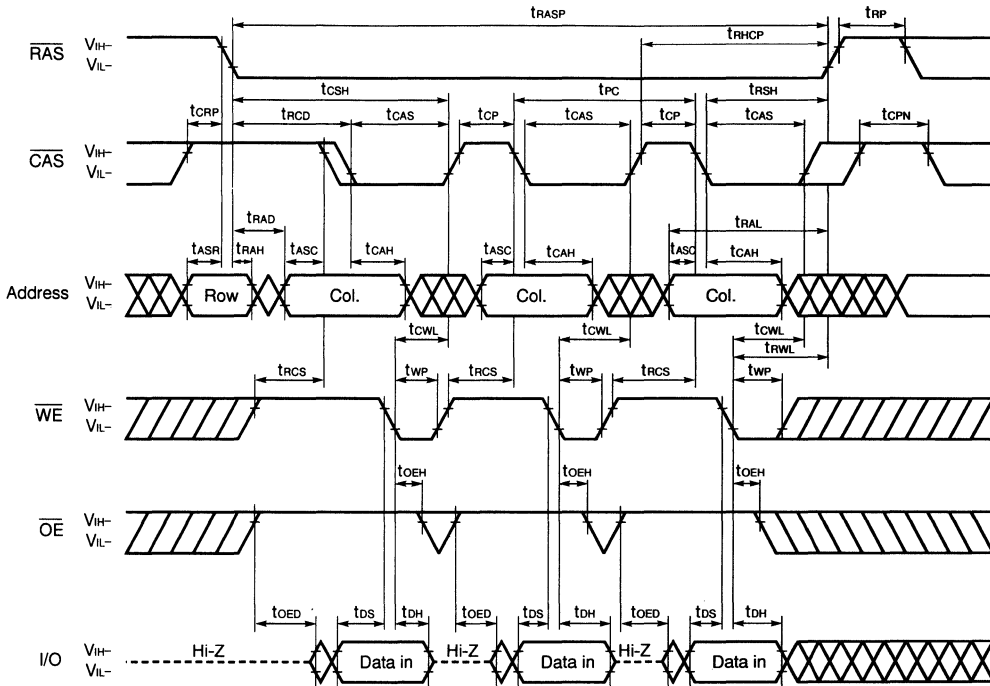 tRASP tRP
tRHCP
RAS VIH– VIL–
tCSH tPC tRSH
tCRP tRCD tCAS tCP tCAS tCP tCAS tCPN
CAS VIH– VIL–
tRAD tRAL
tASR tRAH tASC tCAH tASC tCAH tASC tCAH
Address VIH– VIL– Row Col. Col. Col.
tCWL tCWL tCWL
tRWL
tRCS tWP tRCS tWP tRCS tWP
WE VIH– VIL–
tOEH tOEH tOEH
OE VIH– VIL–
tOED tDS tDH tOED tDS tDH tOED tDS tDH
I/O VIH– VIL– Hi-Z Data in Hi-Z Data in Hi-Z Data in